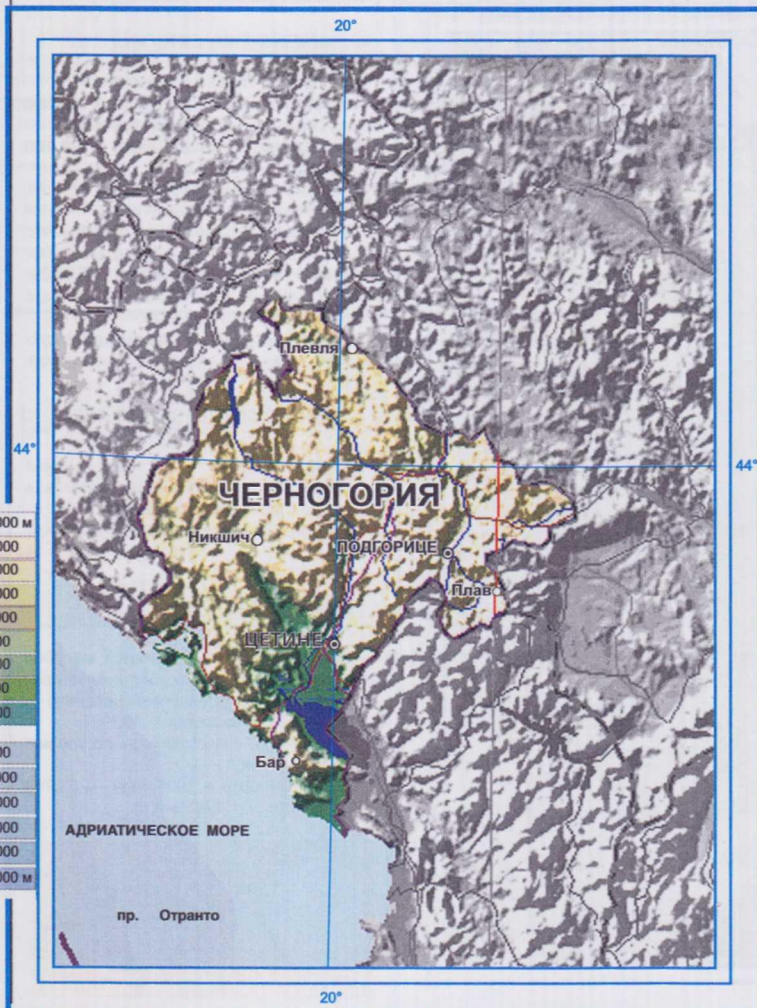 20°
Плевля
44°
44°
ЧЕРНОГОРИЯ
Никшич
ПОДГОРИЦЕ
Плав
ЦЕТИНЕ
Бар
АДРИАТИЧЕСКОЕ МОРЕ
пр. Отранто
20°